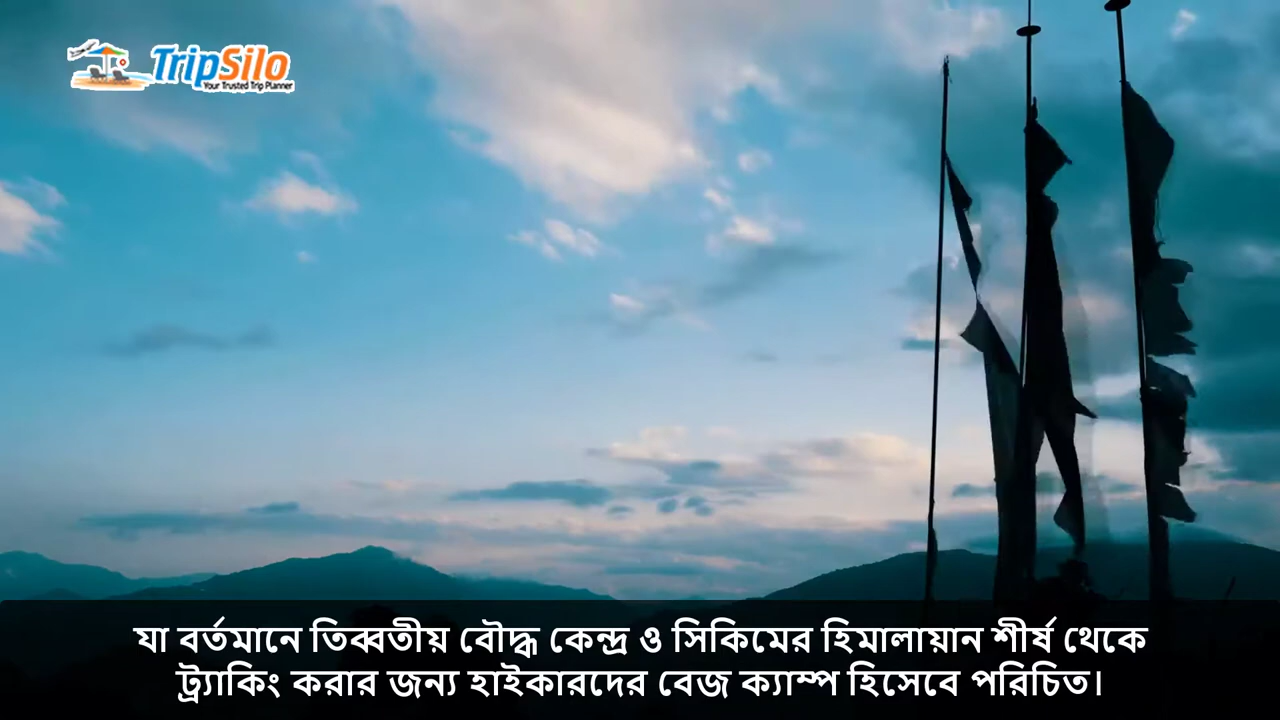 TripSilo
Your Trusted Trip Planner
যা বর্তমানে তিব্বতীয় বৌদ্ধ কেন্দ্র ও সিকিমের হিমালায়ান শীর্ষ থেকে
ট্র্যাকিং করার জন্য হাইকারদের বেজ ক্যাম্প হিসেবে পরিচিত।